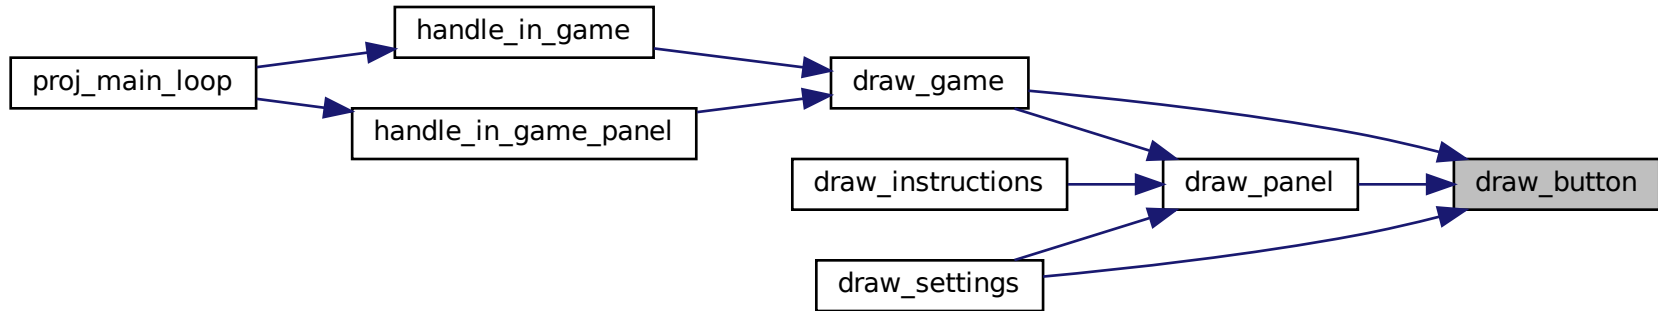 handle_in_game
proj_main_loop
draw_game
handle_in_game_panel
draw_instructions
draw_panel
draw_button
draw_settings